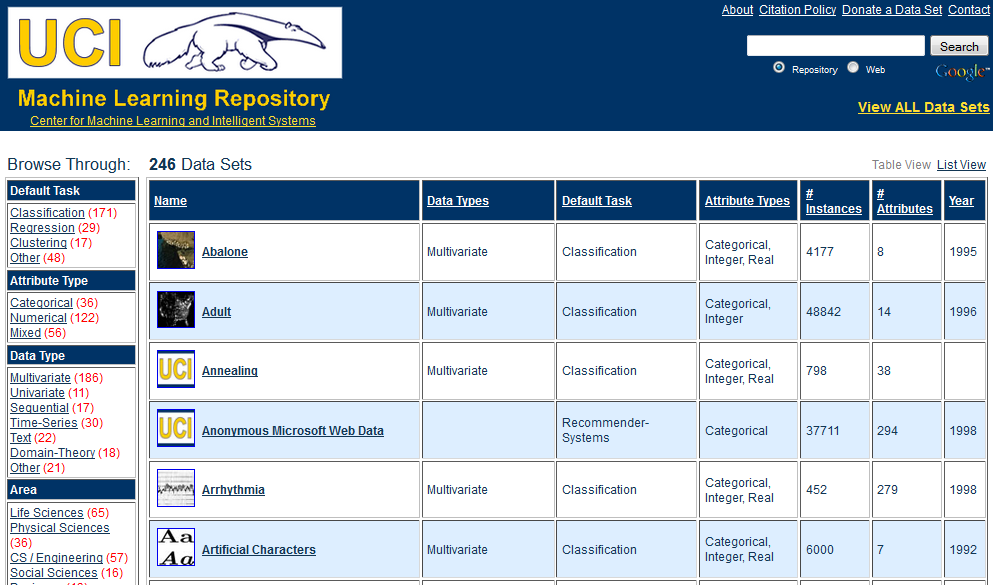 About Citation Policy Donate a Data Set Contact
UCI
Search
Repository Web
Google™
Machine Learning Repository
Center for Machine Learning and Intelligent Systems
View ALL Data Sets
Browse Through:
246 Data Sets
Table View List View
Default Task
Classification (171)
Regression (29)
Clustering (17)
Other (48)
Attribute Type
Categorical (36)
Numerical (122)
Mixed (56)
Data Type
Multivariate (186)
Univariate (11)
Sequential (17)
Time-Series (30)
Text (22)
Domain-Theory (18)
Other (21)
Area
Life Sciences (65)
Physical Sciences
(36)
CS / Engineering (57)
Social Sciences (16)
Name Data Types Default Task Attribute Types # Instances # Attributes Year
Abalone Multivariate Classification Categorical, Integer, Real 4177 8 1995
Adult Multivariate Classification Categorical, Integer 48842 14 1996
UCI Annealing Multivariate Classification Categorical, Integer, Real 798 38
UCI Anonymous Microsoft Web Data Recommender-Systems Categorical 37711 294 1998
Arrhythmia Multivariate Classification Categorical, Integer, Real 452 279 1998
Aa Aa Artificial Characters Multivariate Classification Categorical, Integer, Real 6000 7 1992